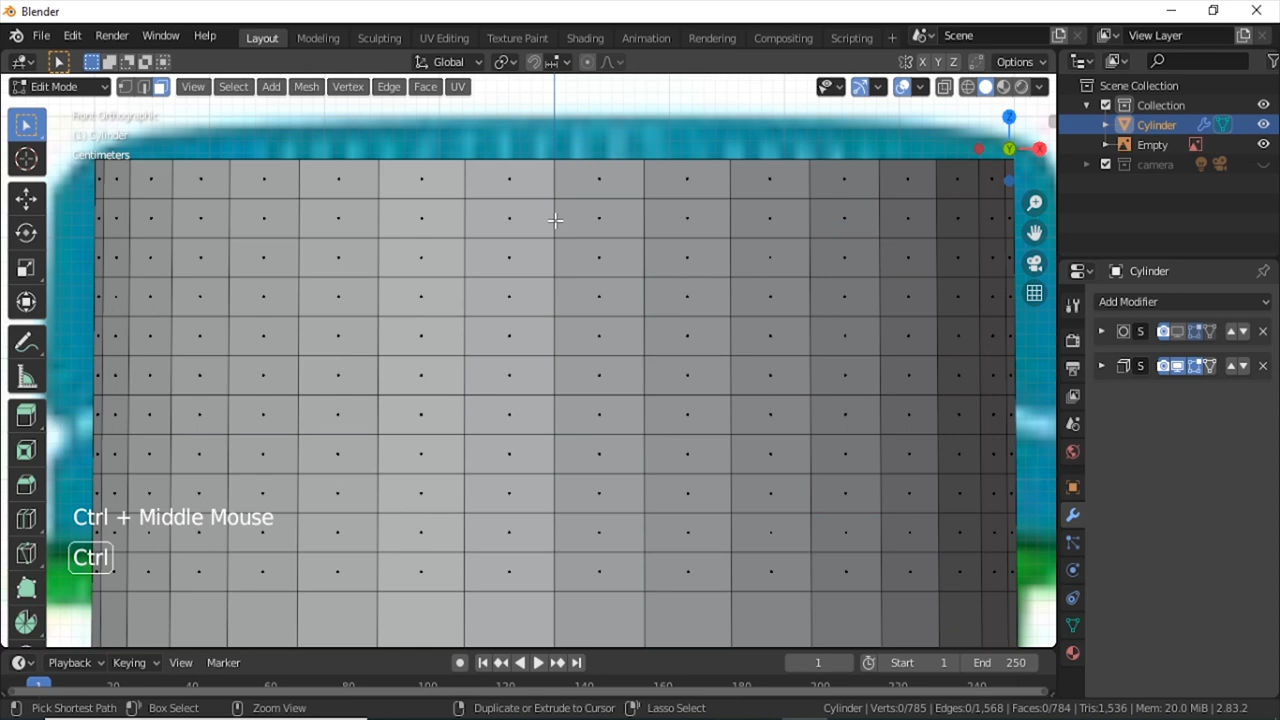 Blender
File Edit Render Window Help Layout Modeling Sculpting UV Editing Texture Paint Shading Animation Rendering Compositing Scripting + Scene View Layer
Global X Y Z Options
Edit Mode View Select Add Mesh Vertex Edge Face UV
Front Orthographic
(1) Cylinder
Centimeters
Z
Y
X
Scene Collection
Collection
Cylinder
Empty
camera
Cylinder
Add Modifier
S
S
Ctrl + Middle Mouse
Ctrl
Playback Keying View Marker 1 Start 1 End 250
1 20 60 80 100 120 140 160 180 200 220 240
Pick Shortest Path Box Select Zoom View Duplicate or Extrude to Cursor Lasso Select Cylinder | Verts:0/785 | Edges:0/1,568 | Faces:0/784 | Tris:1,536 | Mem: 20.0 MiB | 2.83.2